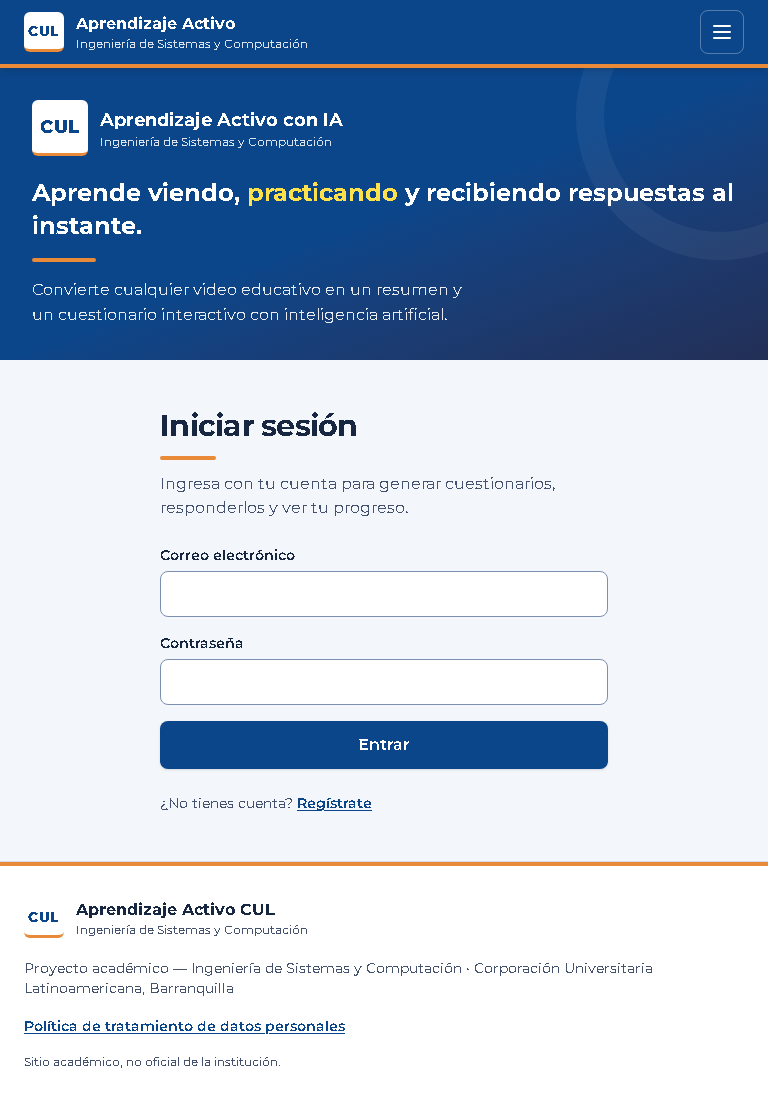 CUL
Aprendizaje Activo
Ingeniería de Sistemas y Computación
CUL
Aprendizaje Activo con IA
Ingeniería de Sistemas y Computación
Aprende viendo, practicando y recibiendo respuestas al
instante.
Convierte cualquier video educativo en un resumen y
un cuestionario interactivo con inteligencia artificial.
Iniciar sesión
Ingresa con tu cuenta para generar cuestionarios,
responderlos y ver tu progreso.
Correo electrónico
Contraseña
Entrar
¿No tienes cuenta? Regístrate
CUL
Aprendizaje Activo CUL
Ingeniería de Sistemas y Computación
Proyecto académico — Ingeniería de Sistemas y Computación · Corporación Universitaria
Latinoamericana, Barranquilla
Política de tratamiento de datos personales
Sitio académico, no oficial de la institución.